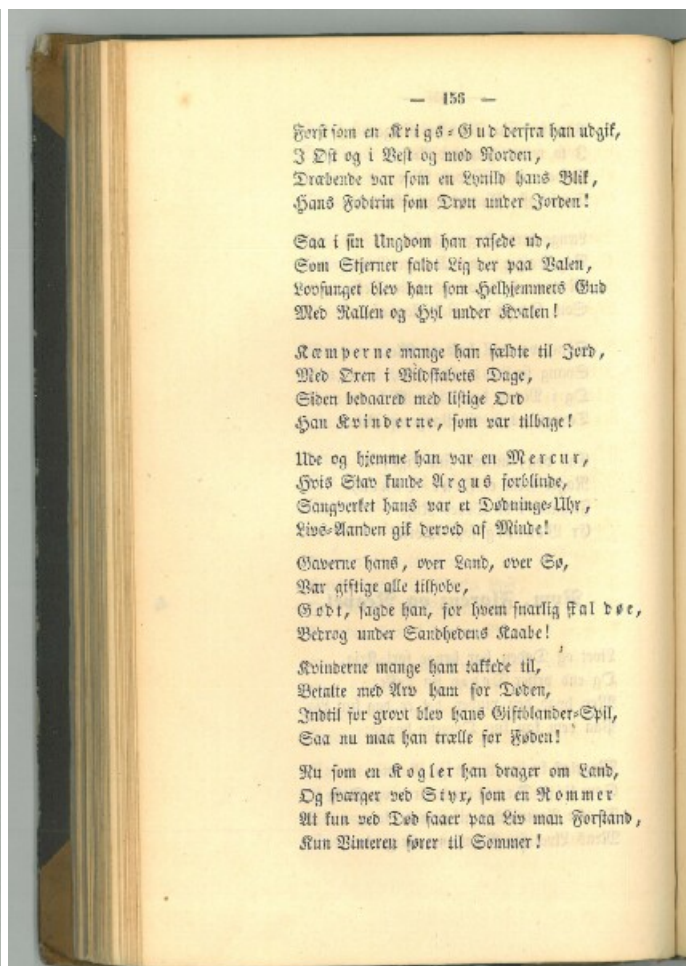 — 156 —
Først som en Krigs-Gud derfra han udgik,
I Øst og i Vest og mod Norden,
Dræbende var som en Lynild hans Blik,
Hans Fodtrin som Drøn under Jorden!
Saa i sin Ungdom han rasede ud,
Som Stjerner faldt Lig der paa Valen,
Lovsunget blev han som Helhjemmets Gud
Med Rallen og Hyl under Kvalen!
Kæmperne mange han fældte til Jord,
Med Øxen i Vildskabets Dage,
Siden bedaared med listige Ord
Han Kvinderne, som var tilbage!
Ude og hjemme han var en Mercur,
Hvis Stav kunde Argus forblinde,
Sangverket hans var et Dødninge-Uhr,
Livs-Aanden gik derved af Minde!
Gaverne hans, over Land, over Sø,
Var giftige alle tilhobe,
Godt, sagde han, for hvem snarlig skal døe,
Bedrog under Sandhedens Kaabe!
Kvinderne mange ham takkede til,
Betalte med Arv ham for Døden,
Indtil for grovt blev hans Giftblander-Spil,
Saa nu maa han trælle for Føden!
Nu som en Kogler han drager om Land,
Og sværger ved Styx, som en Rommer
At kun ved Død faaer paa Liv man Forstand,
Kun Vinteren fører til Sommer!